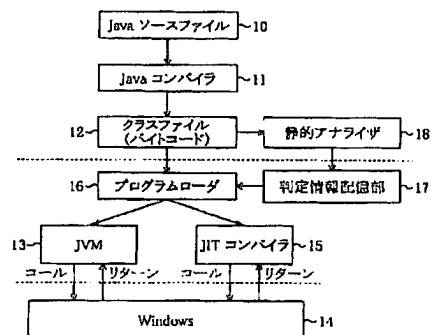 Java ソースファイル 10
Java コンパイラ 11
12 クラスファイル
(バイトコード)
静的アナライザ 18
16 プログラムローダ
判定情報記憶部 17
13 JVM
JIT コンパイラ 15
コール リターン コール リターン
Windows 14